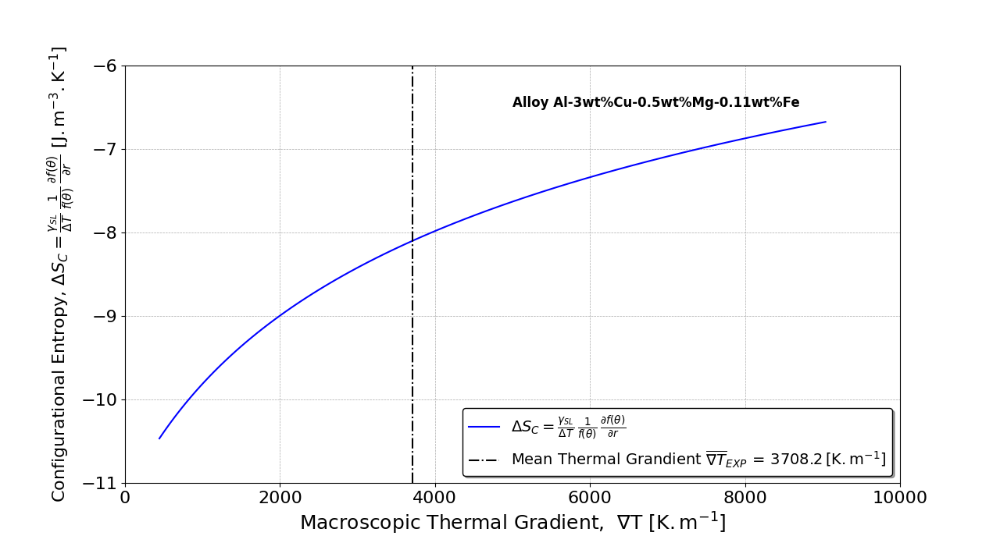 Configurational Entropy, ΔS_C = γ_SL/ΔT 1/f(θ) ∂f(θ)/∂r [J.m⁻³.K⁻¹]
−6
−7
−8
−9
−10
−11
Alloy Al-3wt%Cu-0.5wt%Mg-0.11wt%Fe
ΔS_C = γ_SL/ΔT 1/f(θ) ∂f(θ)/∂r
Mean Thermal Grandient ∇T̅_EXP = 3708.2 [K.m⁻¹]
0 2000 4000 6000 8000 10000
Macroscopic Thermal Gradient, ∇T [K.m⁻¹]